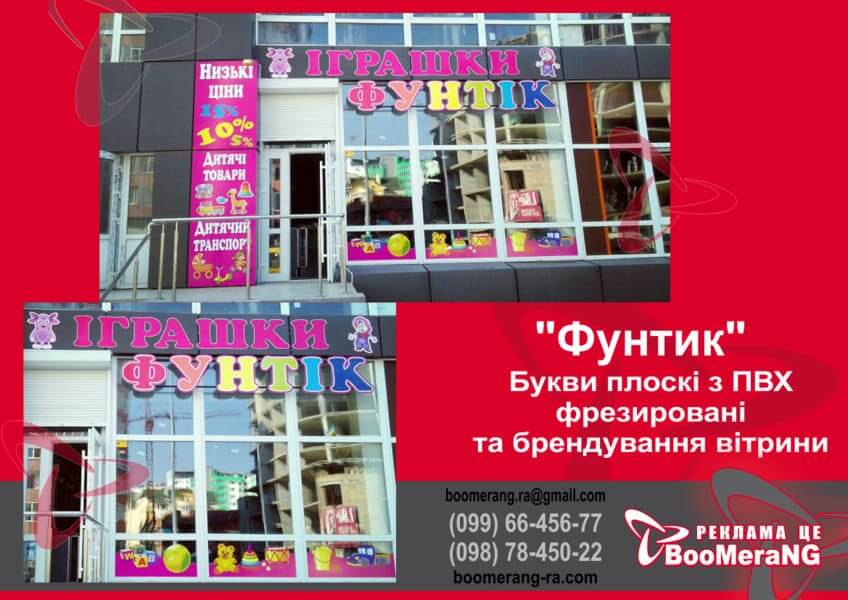 ІГРАШКИ
ФУНТІК
НИЗЬКІ
ЦІНИ
15%
10%
5%
ДИТЯЧІ
ТОВАРИ
ДИТЯЧИЙ
ТРАНСПОРТ
ІГРАШКИ
ФУНТІК
"Фунтик"
Букви плоскі з ПВХ
фрезировані
та брендування вітрини
boomerang.ra@gmail.com
(099) 66-456-77
(098) 78-450-22
boomerang-ra.com
РЕКЛАМА ЦЕ
BooMeraNG